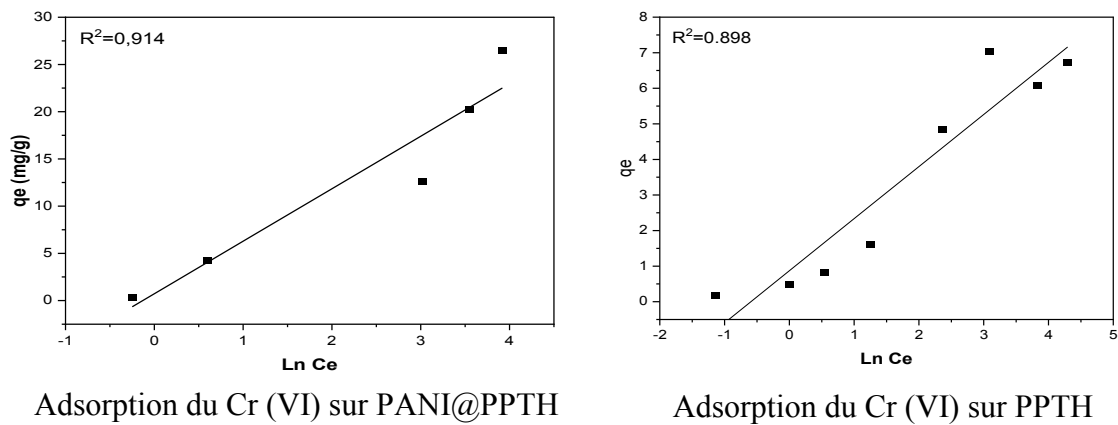 R²=0,914
30
25
20
15
10
5
0
qe (mg/g)
-1 0 1 2 3 4
Ln Ce
Adsorption du Cr (VI) sur PANI@PPTH
R²=0.898
8
7
6
5
4
3
2
1
0
qe
-2 -1 0 1 2 3 4 5
Ln Ce
Adsorption du Cr (VI) sur PPTH